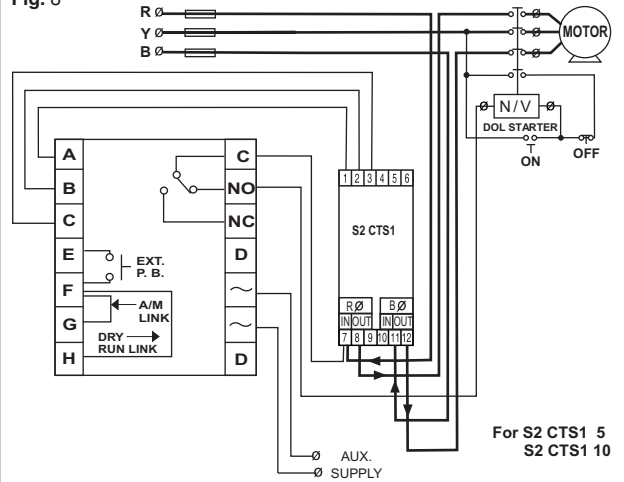 Fig. 8
R Ø
Y Ø
B Ø
MOTOR
N / V
DOL STARTER
ON
OFF
A
B
C
E
F
G
H
EXT.
P. B.
A/M
LINK
DRY
RUN LINK
C
NO
NC
D
~
~
D
1 2 3 4 5 6
S2 CTS1
R Ø B Ø
IN OUT IN OUT
7 8 9 10 11 12
Ø AUX.
Ø SUPPLY
For S2 CTS1 5
S2 CTS1 10